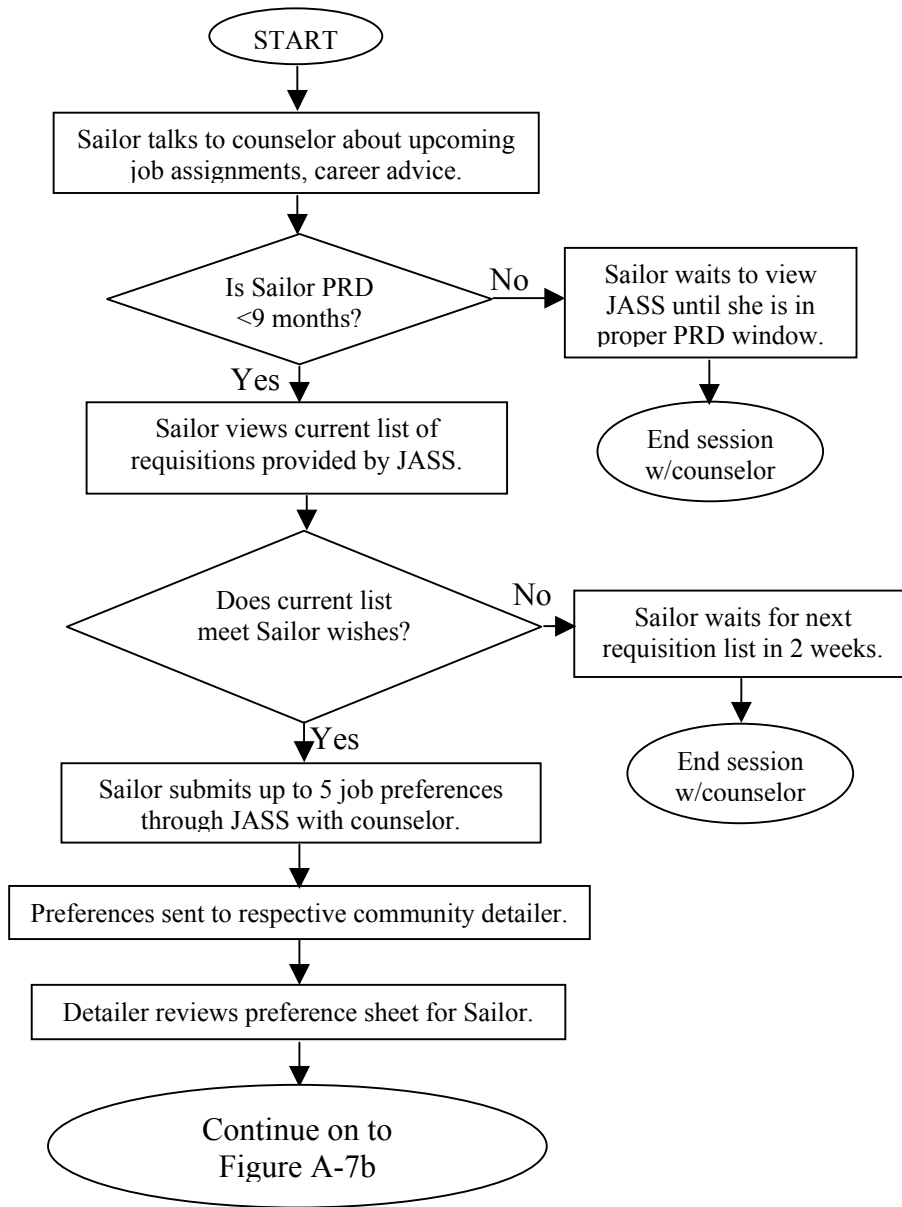 START
Sailor talks to counselor about upcoming
job assignments, career advice.
Is Sailor PRD
<9 months?
No
Sailor waits to view
JASS until she is in
proper PRD window.
End session
w/counselor
Yes
Sailor views current list of
requisitions provided by JASS.
Does current list
meet Sailor wishes?
No
Sailor waits for next
requisition list in 2 weeks.
End session
w/counselor
Yes
Sailor submits up to 5 job preferences
through JASS with counselor.
Preferences sent to respective community detailer.
Detailer reviews preference sheet for Sailor.
Continue on to
Figure A-7b